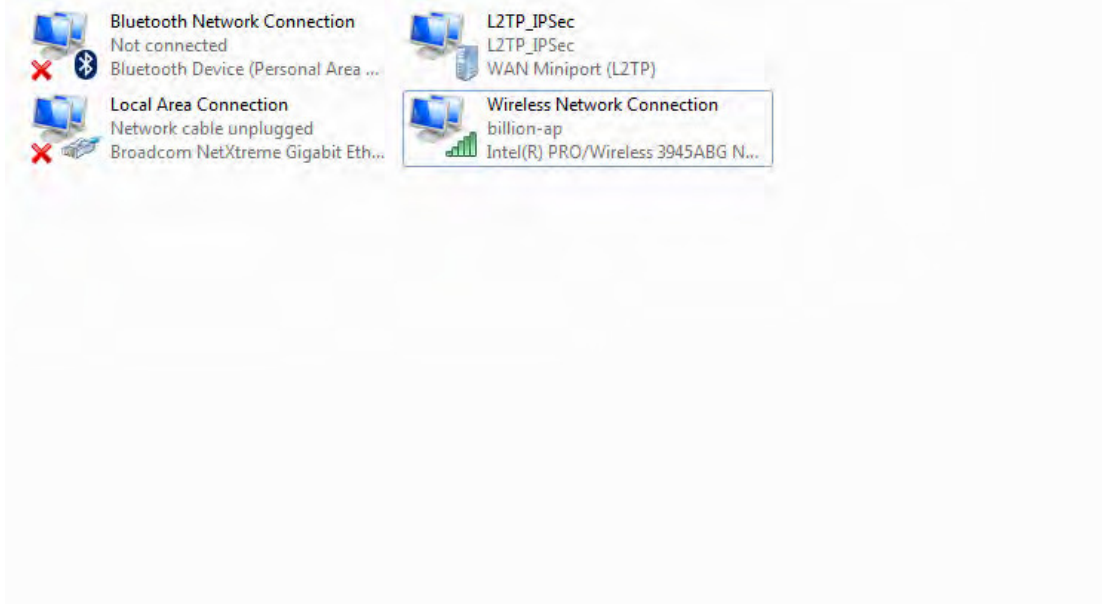 Bluetooth Network Connection
Not connected
Bluetooth Device (Personal Area ...
L2TP_IPSec
L2TP_IPSec
WAN Miniport (L2TP)
Local Area Connection
Network cable unplugged
Broadcom NetXtreme Gigabit Eth...
Wireless Network Connection
billion-ap
Intel(R) PRO/Wireless 3945ABG N...